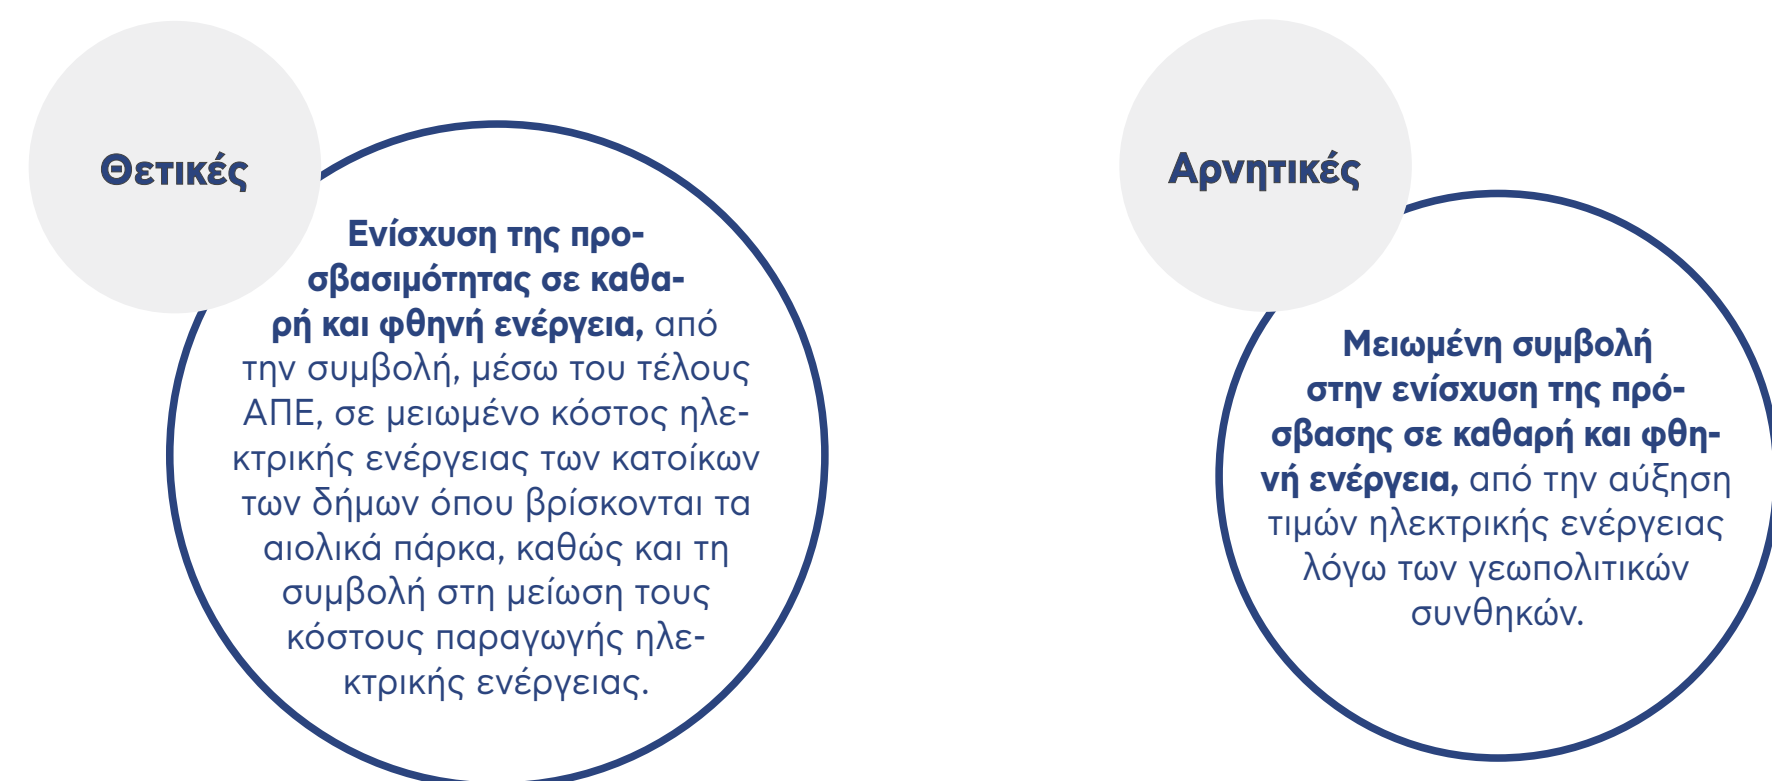 Θετικές
Ενίσχυση της προ-
σβασιμότητας σε καθα-
ρή και φθηνή ενέργεια, από
την συμβολή, μέσω του τέλους
ΑΠΕ, σε μειωμένο κόστος ηλε-
κτρικής ενέργειας των κατοίκων
των δήμων όπου βρίσκονται τα
αιολικά πάρκα, καθώς και τη
συμβολή στη μείωση τους
κόστους παραγωγής ηλε-
κτρικής ενέργειας.
Αρνητικές
Μειωμένη συμβολή
στην ενίσχυση της πρό-
σβασης σε καθαρή και φθη-
νή ενέργεια, από την αύξηση
τιμών ηλεκτρικής ενέργειας
λόγω των γεωπολιτικών
συνθηκών.